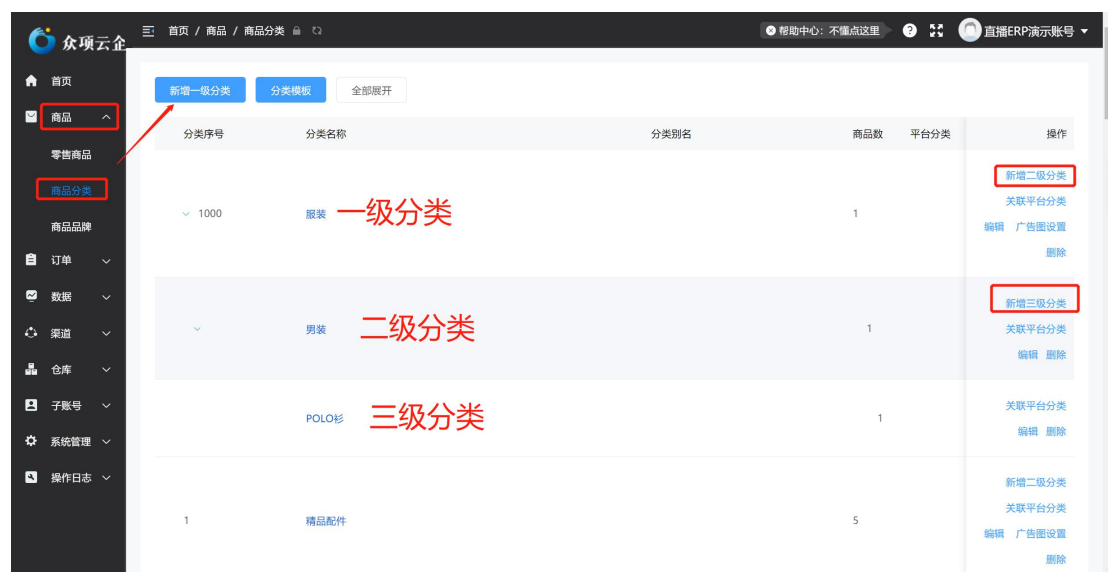 众项云企
首页 / 商品 / 商品分类
帮助中心：不懂点这里
直播ERP演示账号
首页
商品
零售商品
商品分类
商品品牌
订单
数据
渠道
仓库
子账号
系统管理
操作日志
新增一级分类 分类模板 全部展开
分类序号 分类名称 分类别名 商品数 平台分类 操作
1000 服装 一级分类 1
新增二级分类
关联平台分类
编辑 广告图设置
删除
男装 二级分类 1
新增三级分类
关联平台分类
编辑 删除
POLO衫 三级分类 1
关联平台分类
编辑 删除
1 精品配件 5
新增二级分类
关联平台分类
编辑 广告图设置
删除